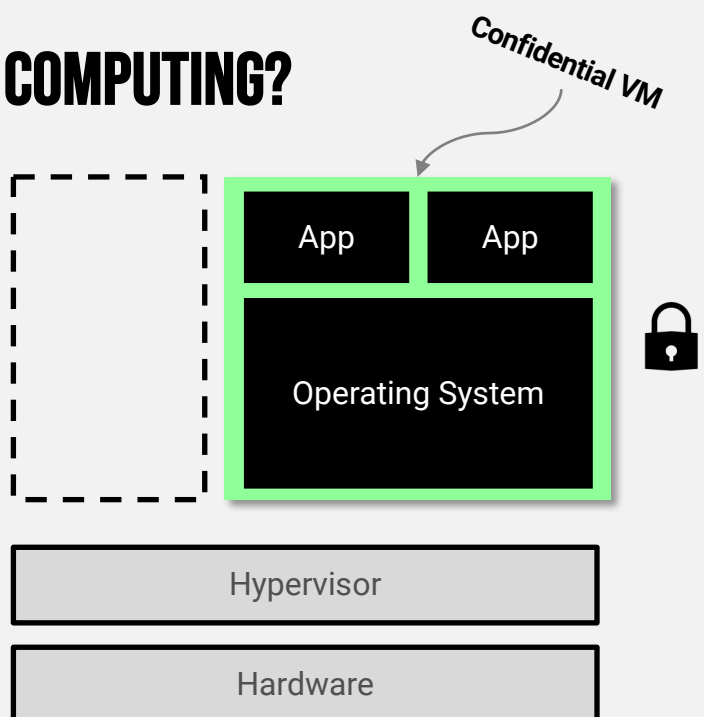 Confidential VM
COMPUTING?
App
App
Operating System
Hypervisor
Hardware